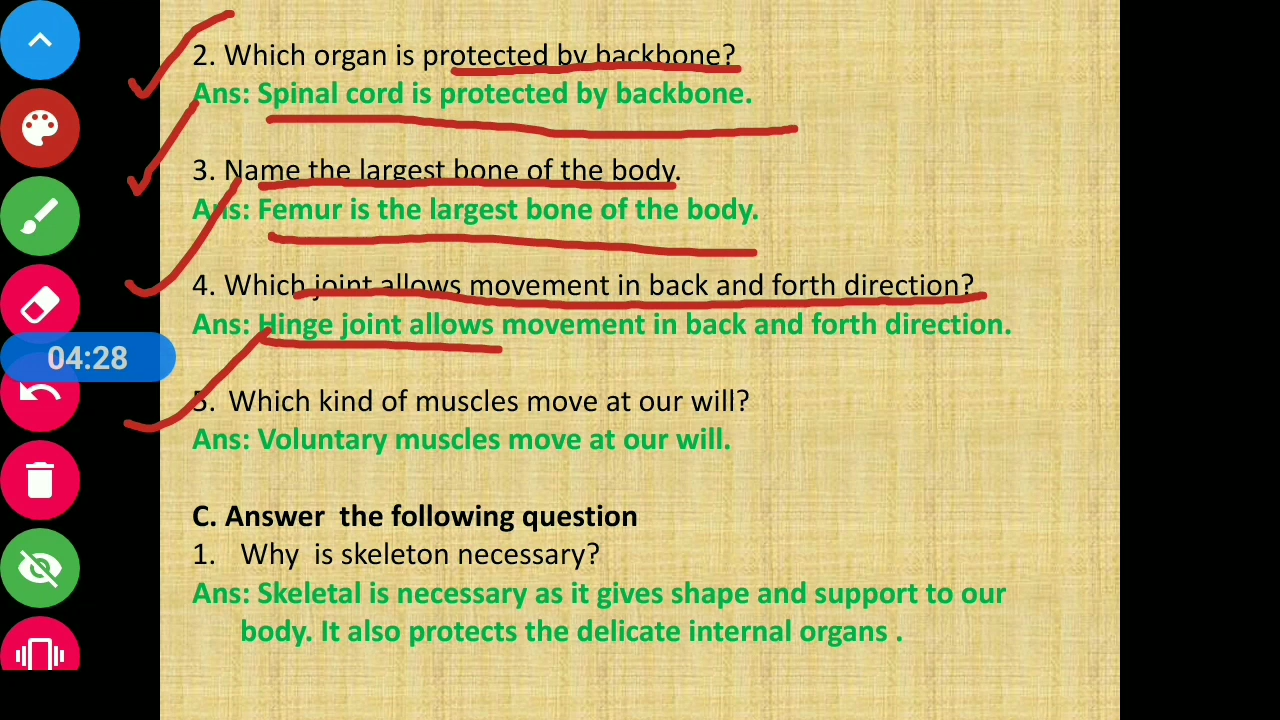 2. Which organ is protected by backbone?
Ans: Spinal cord is protected by backbone.
3. Name the largest bone of the body.
Ans: Femur is the largest bone of the body.
4. Which joint allows movement in back and forth direction?
Ans: Hinge joint allows movement in back and forth direction.
04:28
5. Which kind of muscles move at our will?
Ans: Voluntary muscles move at our will.
C. Answer the following question
1. Why is skeleton necessary?
Ans: Skeletal is necessary as it gives shape and support to our
body. It also protects the delicate internal organs .